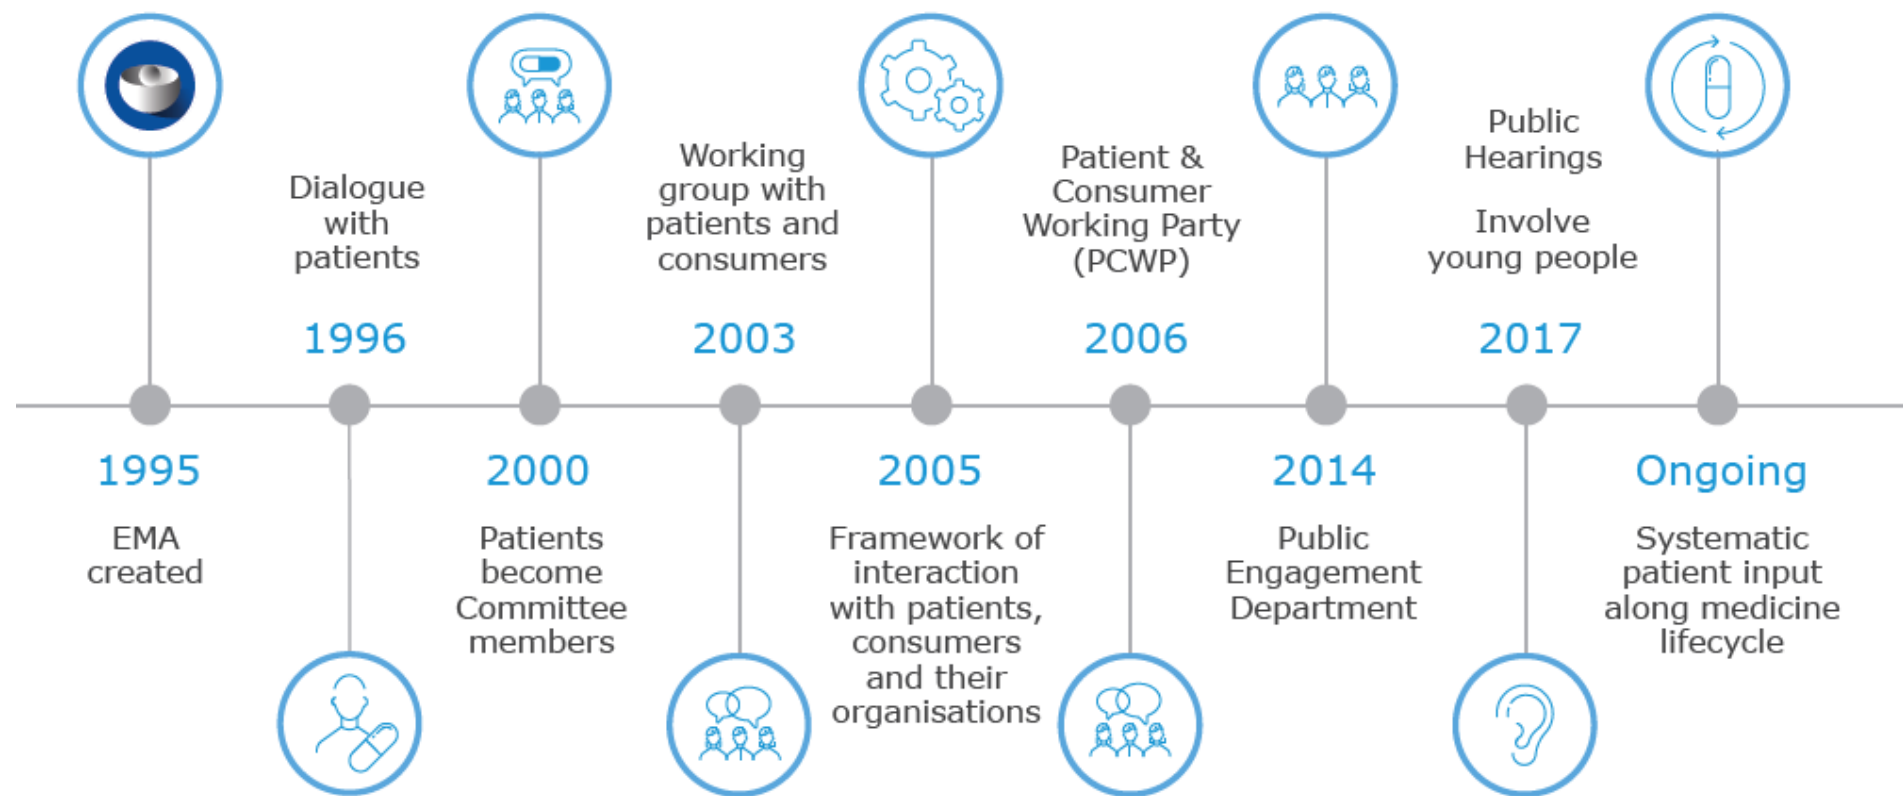 1995
EMA
created
Dialogue
with
patients
1996
2000
Patients
become
Committee
members
Working
group with
patients and
consumers
2003
2005
Framework of
interaction
with patients,
consumers
and their
organisations
Patient &
Consumer
Working Party
(PCWP)
2006
2014
Public
Engagement
Department
Public
Hearings
Involve
young people
2017
Ongoing
Systematic
patient input
along medicine
lifecycle